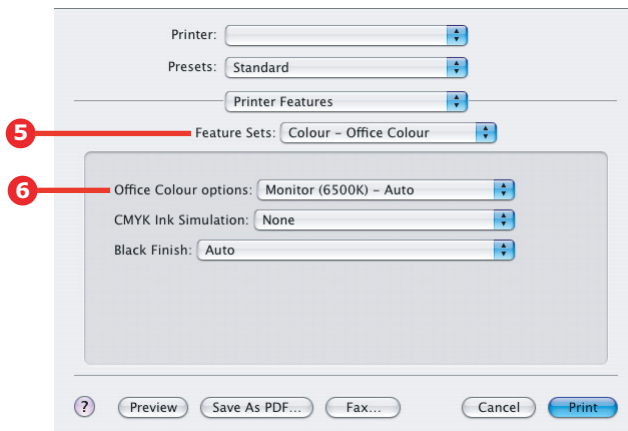 Printer:
Presets: Standard
Printer Features
5 Feature Sets: Colour – Office Colour
6 Office Colour options: Monitor (6500K) – Auto
CMYK Ink Simulation: None
Black Finish: Auto
? Preview Save As PDF... Fax... Cancel Print